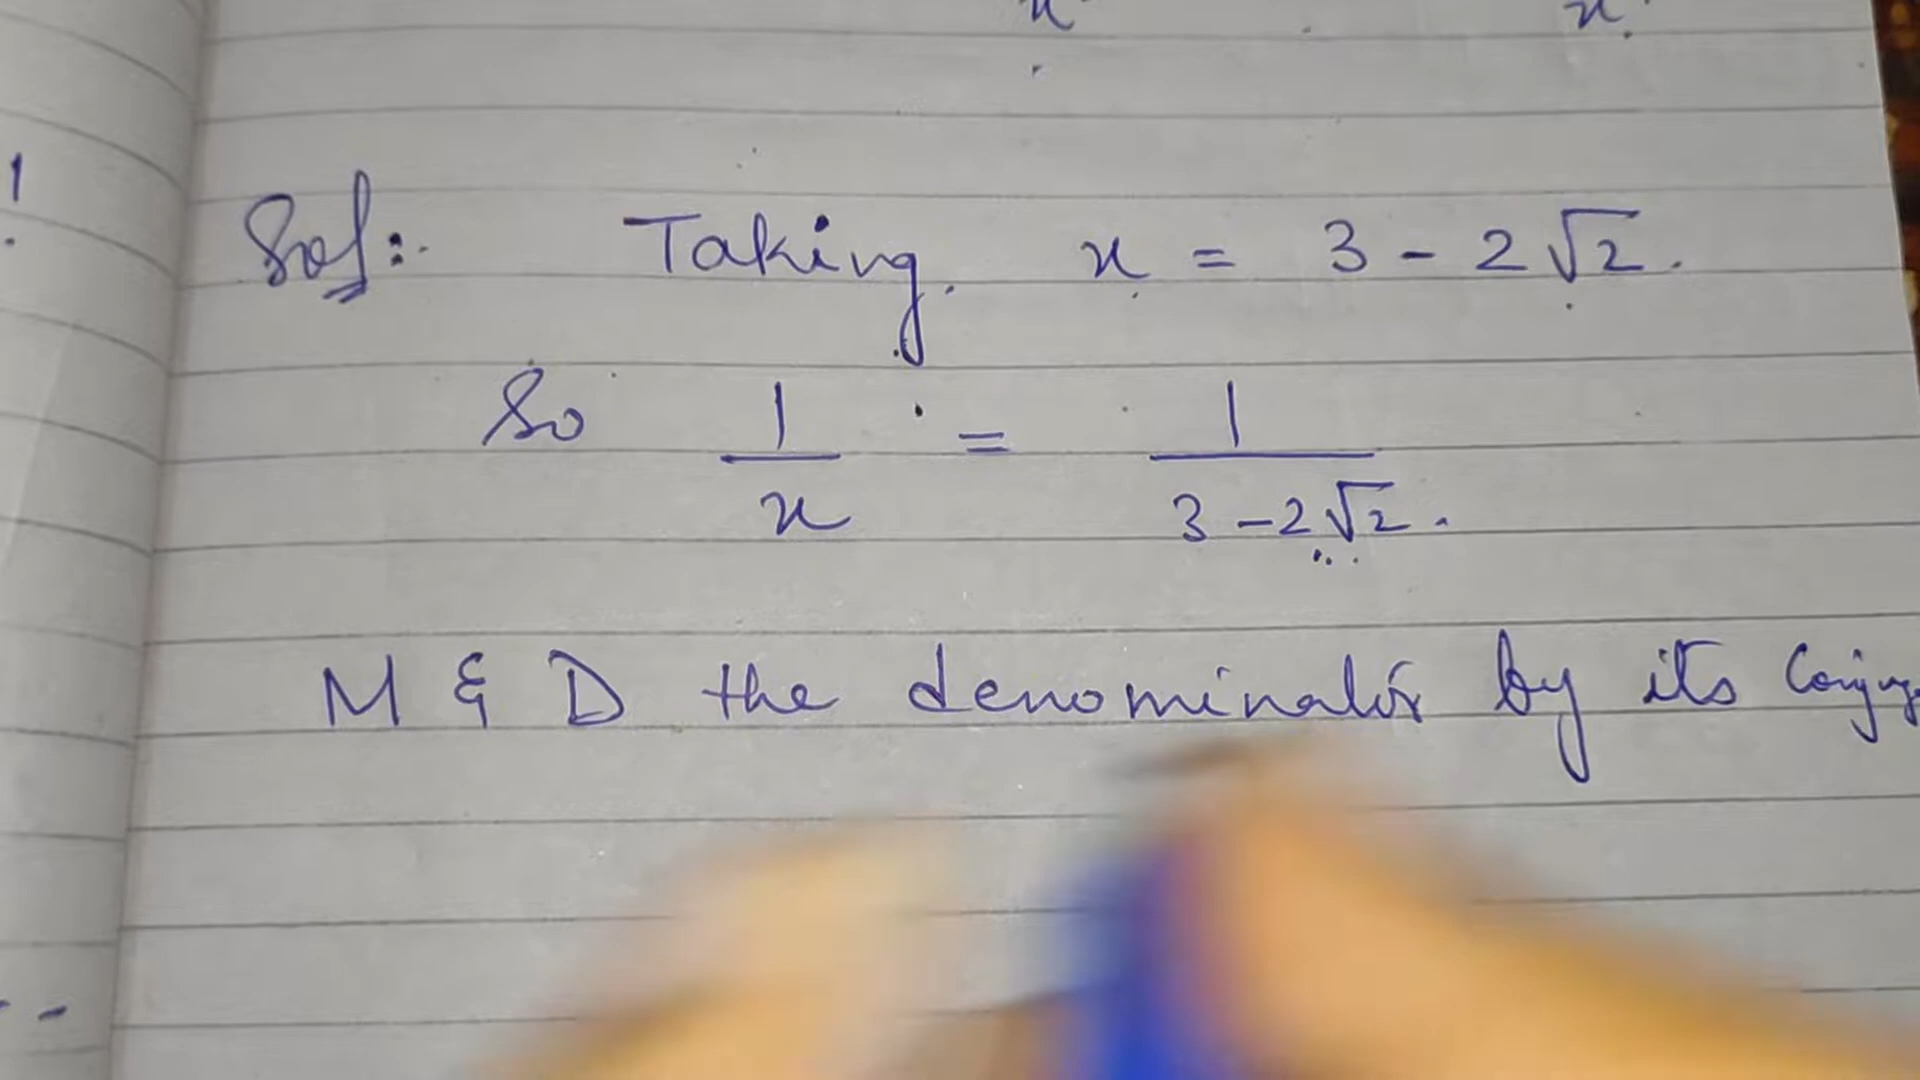 x x
Sol: Taking x = 3 - 2√2.
So 1/x = 1/(3 - 2√2).
M & D the denominator by its